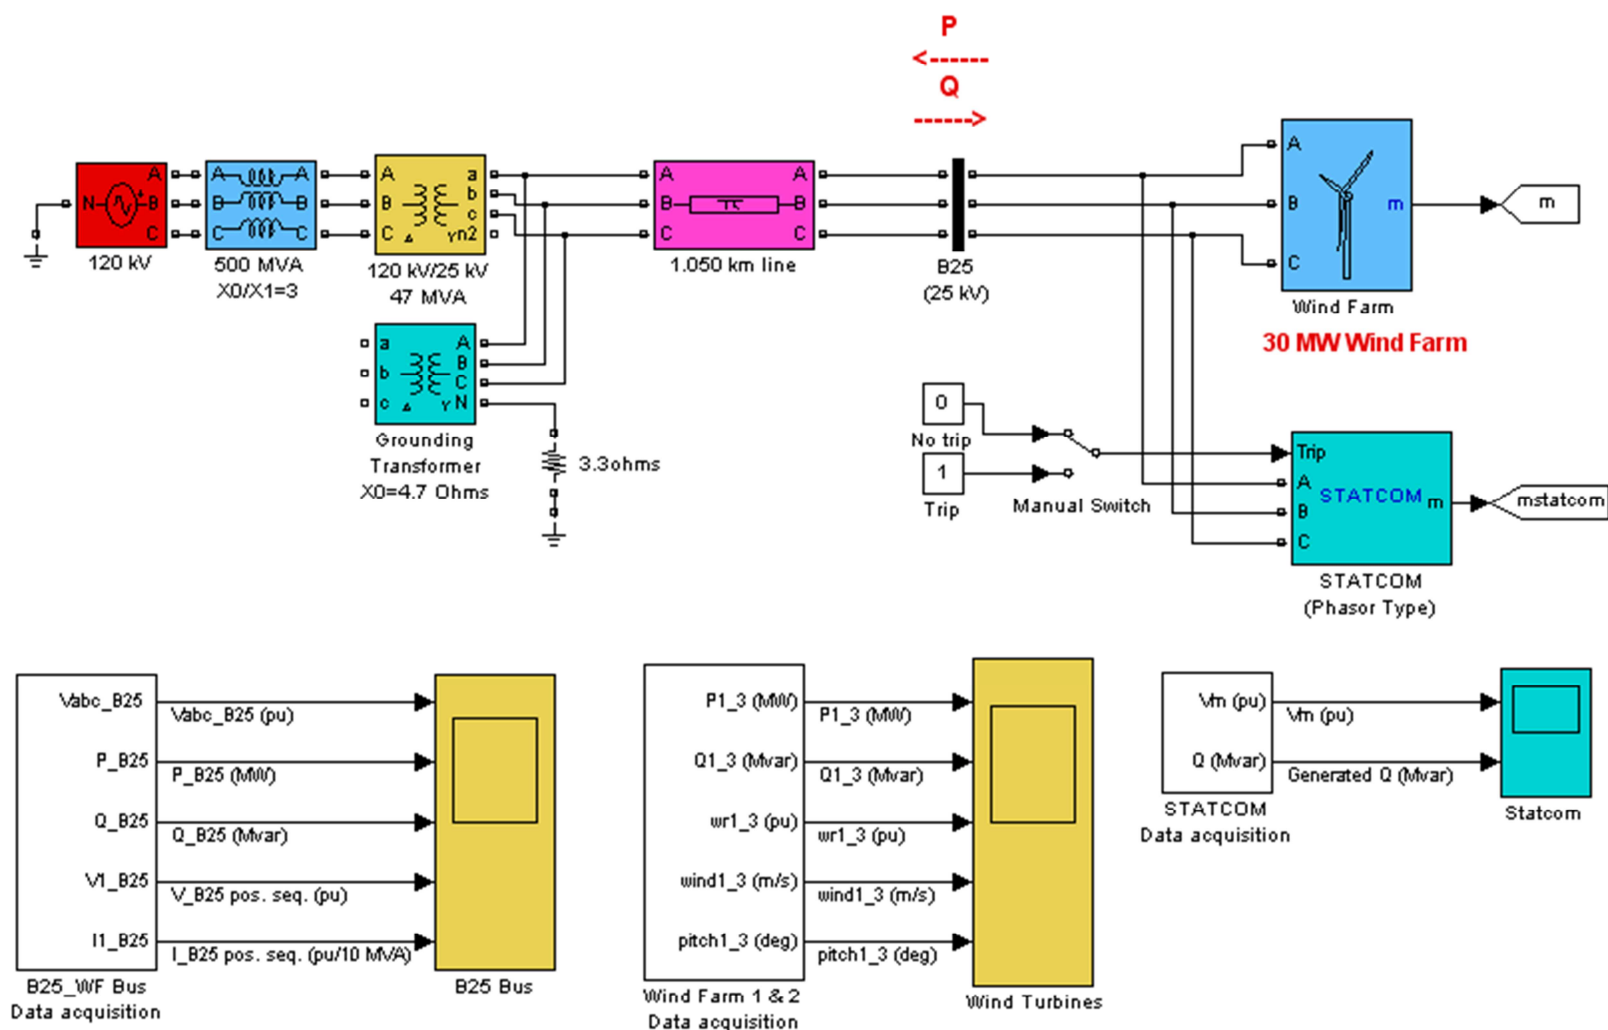 P
Q
A
B
C
N
120 kV
A
B
C
A
B
C
500 MVA
X0/X1=3
A
B
C
a
b
c
n2
Δ
Y
120 kV/25 kV
47 MVA
a
b
c
A
B
C
N
Δ
Y
Grounding
Transformer
X0=4.7 Ohms
3.3ohms
A
B
C
A
B
C
1.050 km line
B25
(25 kV)
A
B
C
m
Wind Farm
30 MW Wind Farm
m
0
No trip
1
Trip
Manual Switch
Trip
A
B
C
STATCOM
m
STATCOM
(Phasor Type)
mstatcom
Vabc_B25
Vabc_B25 (pu)
P_B25
P_B25 (MW)
Q_B25
Q_B25 (Mvar)
V1_B25
V_B25 pos. seq. (pu)
I1_B25
I_B25 pos. seq. (pu/10 MVA)
B25_WF Bus
Data acquisition
B25 Bus
P1_3 (MW)
P1_3 (MW)
Q1_3 (Mvar)
Q1_3 (Mvar)
wr1_3 (pu)
wr1_3 (pu)
wind1_3 (m/s)
wind1_3 (m/s)
pitch1_3 (deg)
pitch1_3 (deg)
Wind Farm 1 & 2
Data acquisition
Wind Turbines
Vm (pu)
Vm (pu)
Q (Mvar)
Generated Q (Mvar)
STATCOM
Data acquisition
Statcom